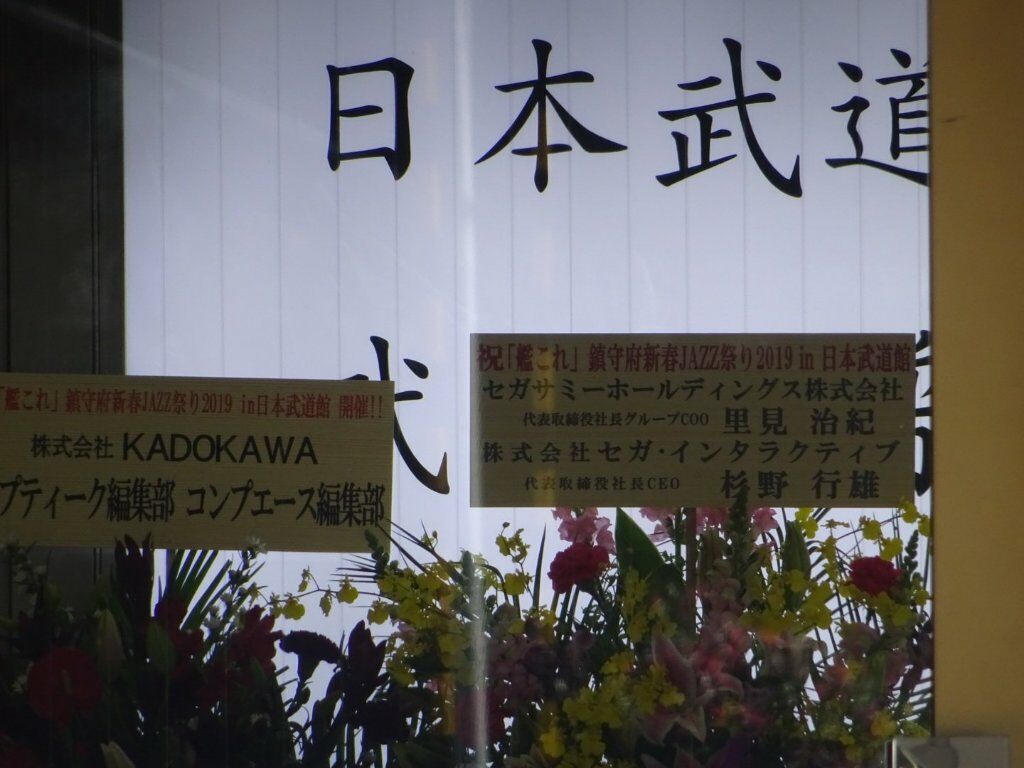 日本武道
武
「艦これ」鎮守府新春JAZZ祭り2019 in日本武道館 開催!!
株式会社 KADOKAWA
プティーク編集部 コンプエース編集部
祝「艦これ」鎮守府新春JAZZ祭り2019 in 日本武道館
セガサミーホールディングス株式会社
代表取締役社長グループCOO 里見 治紀
株式会社セガ・インタラクティブ
代表取締役社長CEO 杉野 行雄